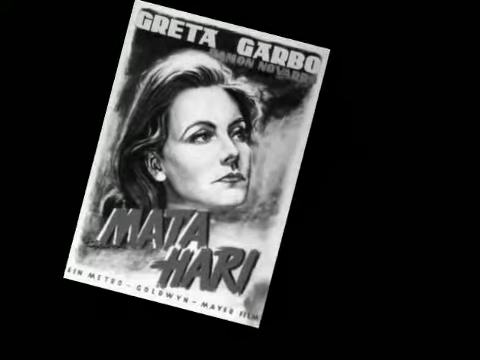 GRETA GARBO
RAMON NOVARRO
MATA
HARI
EIN METRO-GOLDWYN-MAYER FILM